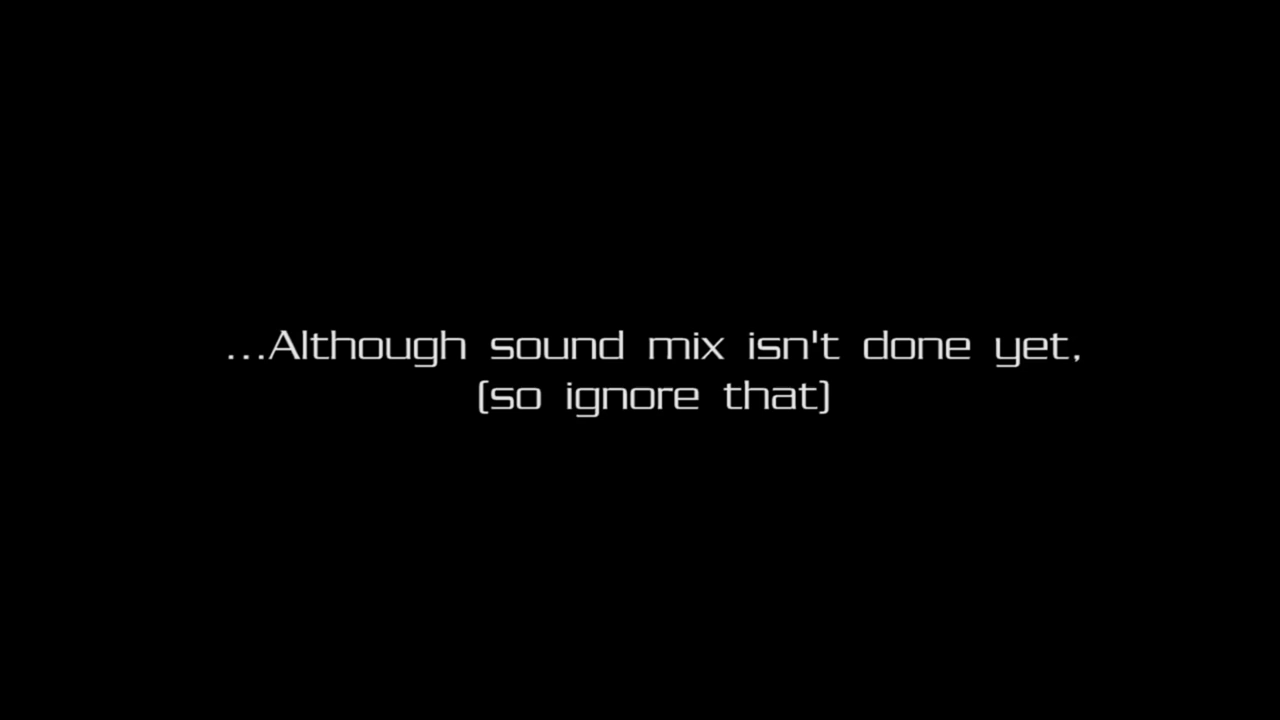 ...Although sound mix isn't done yet,
(so ignore that)